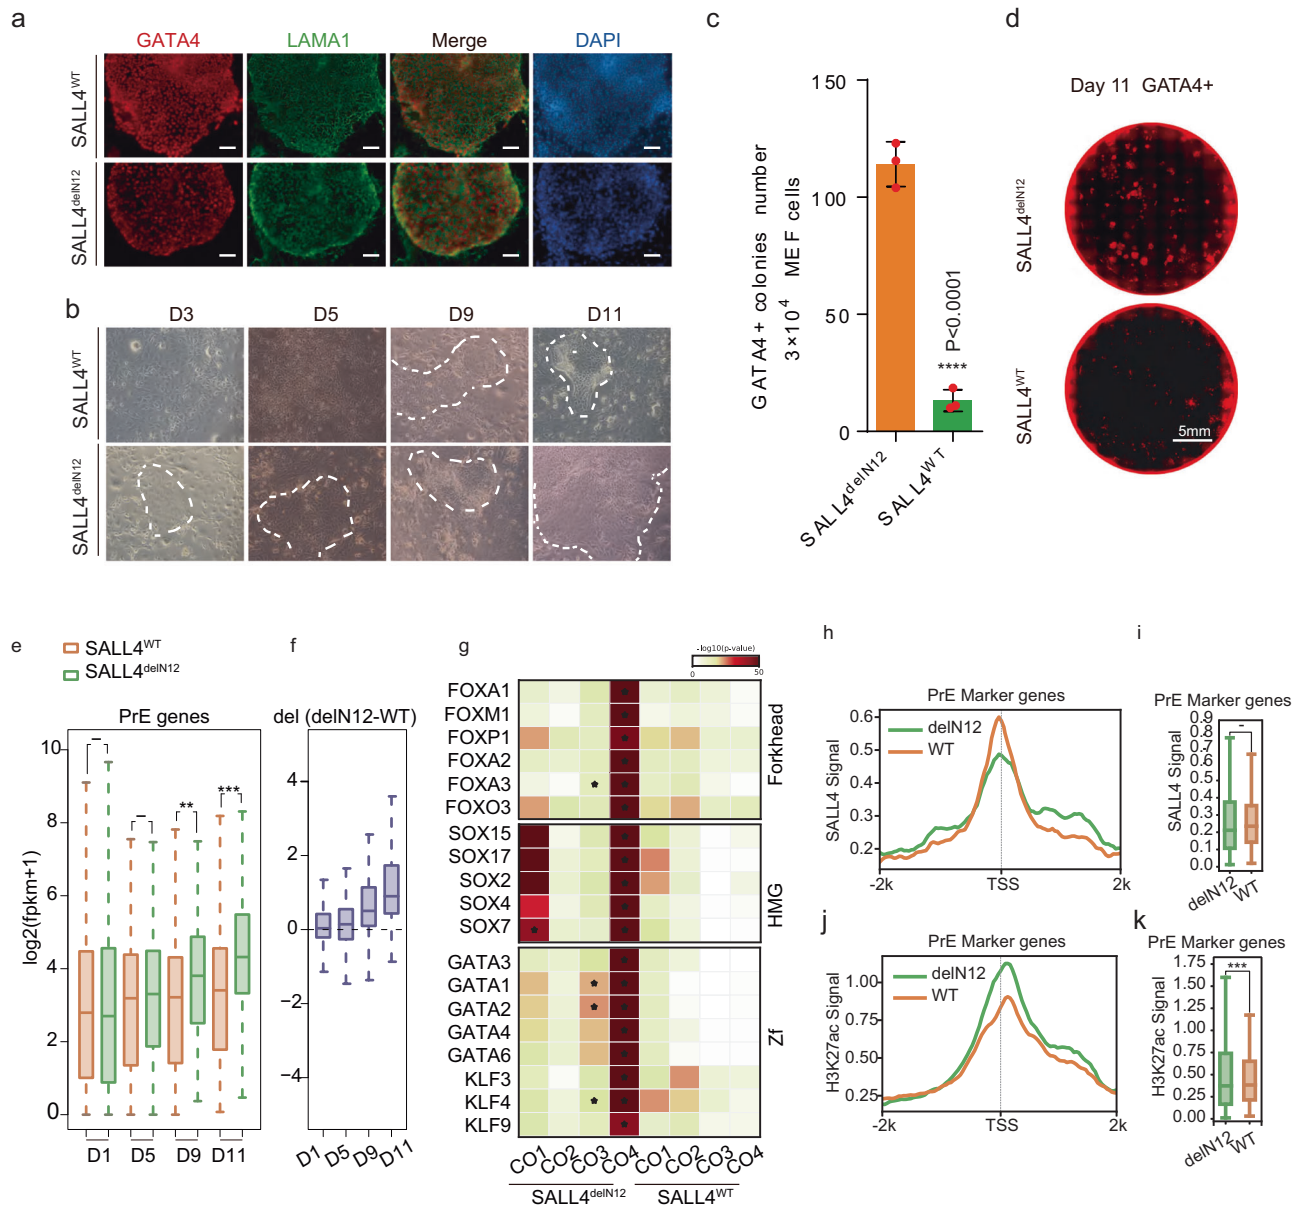 a
GATA4 LAMA1 Merge DAPI
SALL4WT
SALL4delN12
b
D3 D5 D9 D11
SALL4WT
SALL4delN12
c
GATA4+ colonies number
3×10⁴ MEF cells
150
100
50
0
P<0.0001
****
SALL4delN12
SALL4WT
d
Day 11 GATA4+
SALL4delN12
SALL4WT
5mm
e
SALL4WT
SALL4delN12
PrE genes
log2(fpkm+1)
10
8
6
4
2
0
–
–
**
***
D1 D5 D9 D11
f
del (delN12-WT)
4
2
0
−2
−4
D1 D5 D9 D11
g
-log10(p-value)
0 50
FOXA1
FOXM1
FOXP1
FOXA2
FOXA3
FOXO3
Forkhead
SOX15
SOX17
SOX2
SOX4
SOX7
HMG
GATA3
GATA1
GATA2
GATA4
GATA6
KLF3
KLF4
KLF9
Zf
CO1 CO2 CO3 CO4 CO1 CO2 CO3 CO4
SALL4delN12 SALL4WT
h
PrE Marker genes
SALL4 Signal
0.6
0.5
0.4
0.3
0.2
delN12
WT
-2k TSS 2k
i
PrE Marker genes
SALL4 Signal
0.9
0.8
0.7
0.6
0.5
0.4
0.3
0.2
0.1
0.0
-
delN12 WT
j
PrE Marker genes
H3K27ac Signal
1.00
0.75
0.50
0.25
delN12
WT
-2k TSS 2k
k
PrE Marker genes
H3K27ac Signal
1.75
1.50
1.25
1.00
0.75
0.50
0.25
0.00
***
delN12 WT